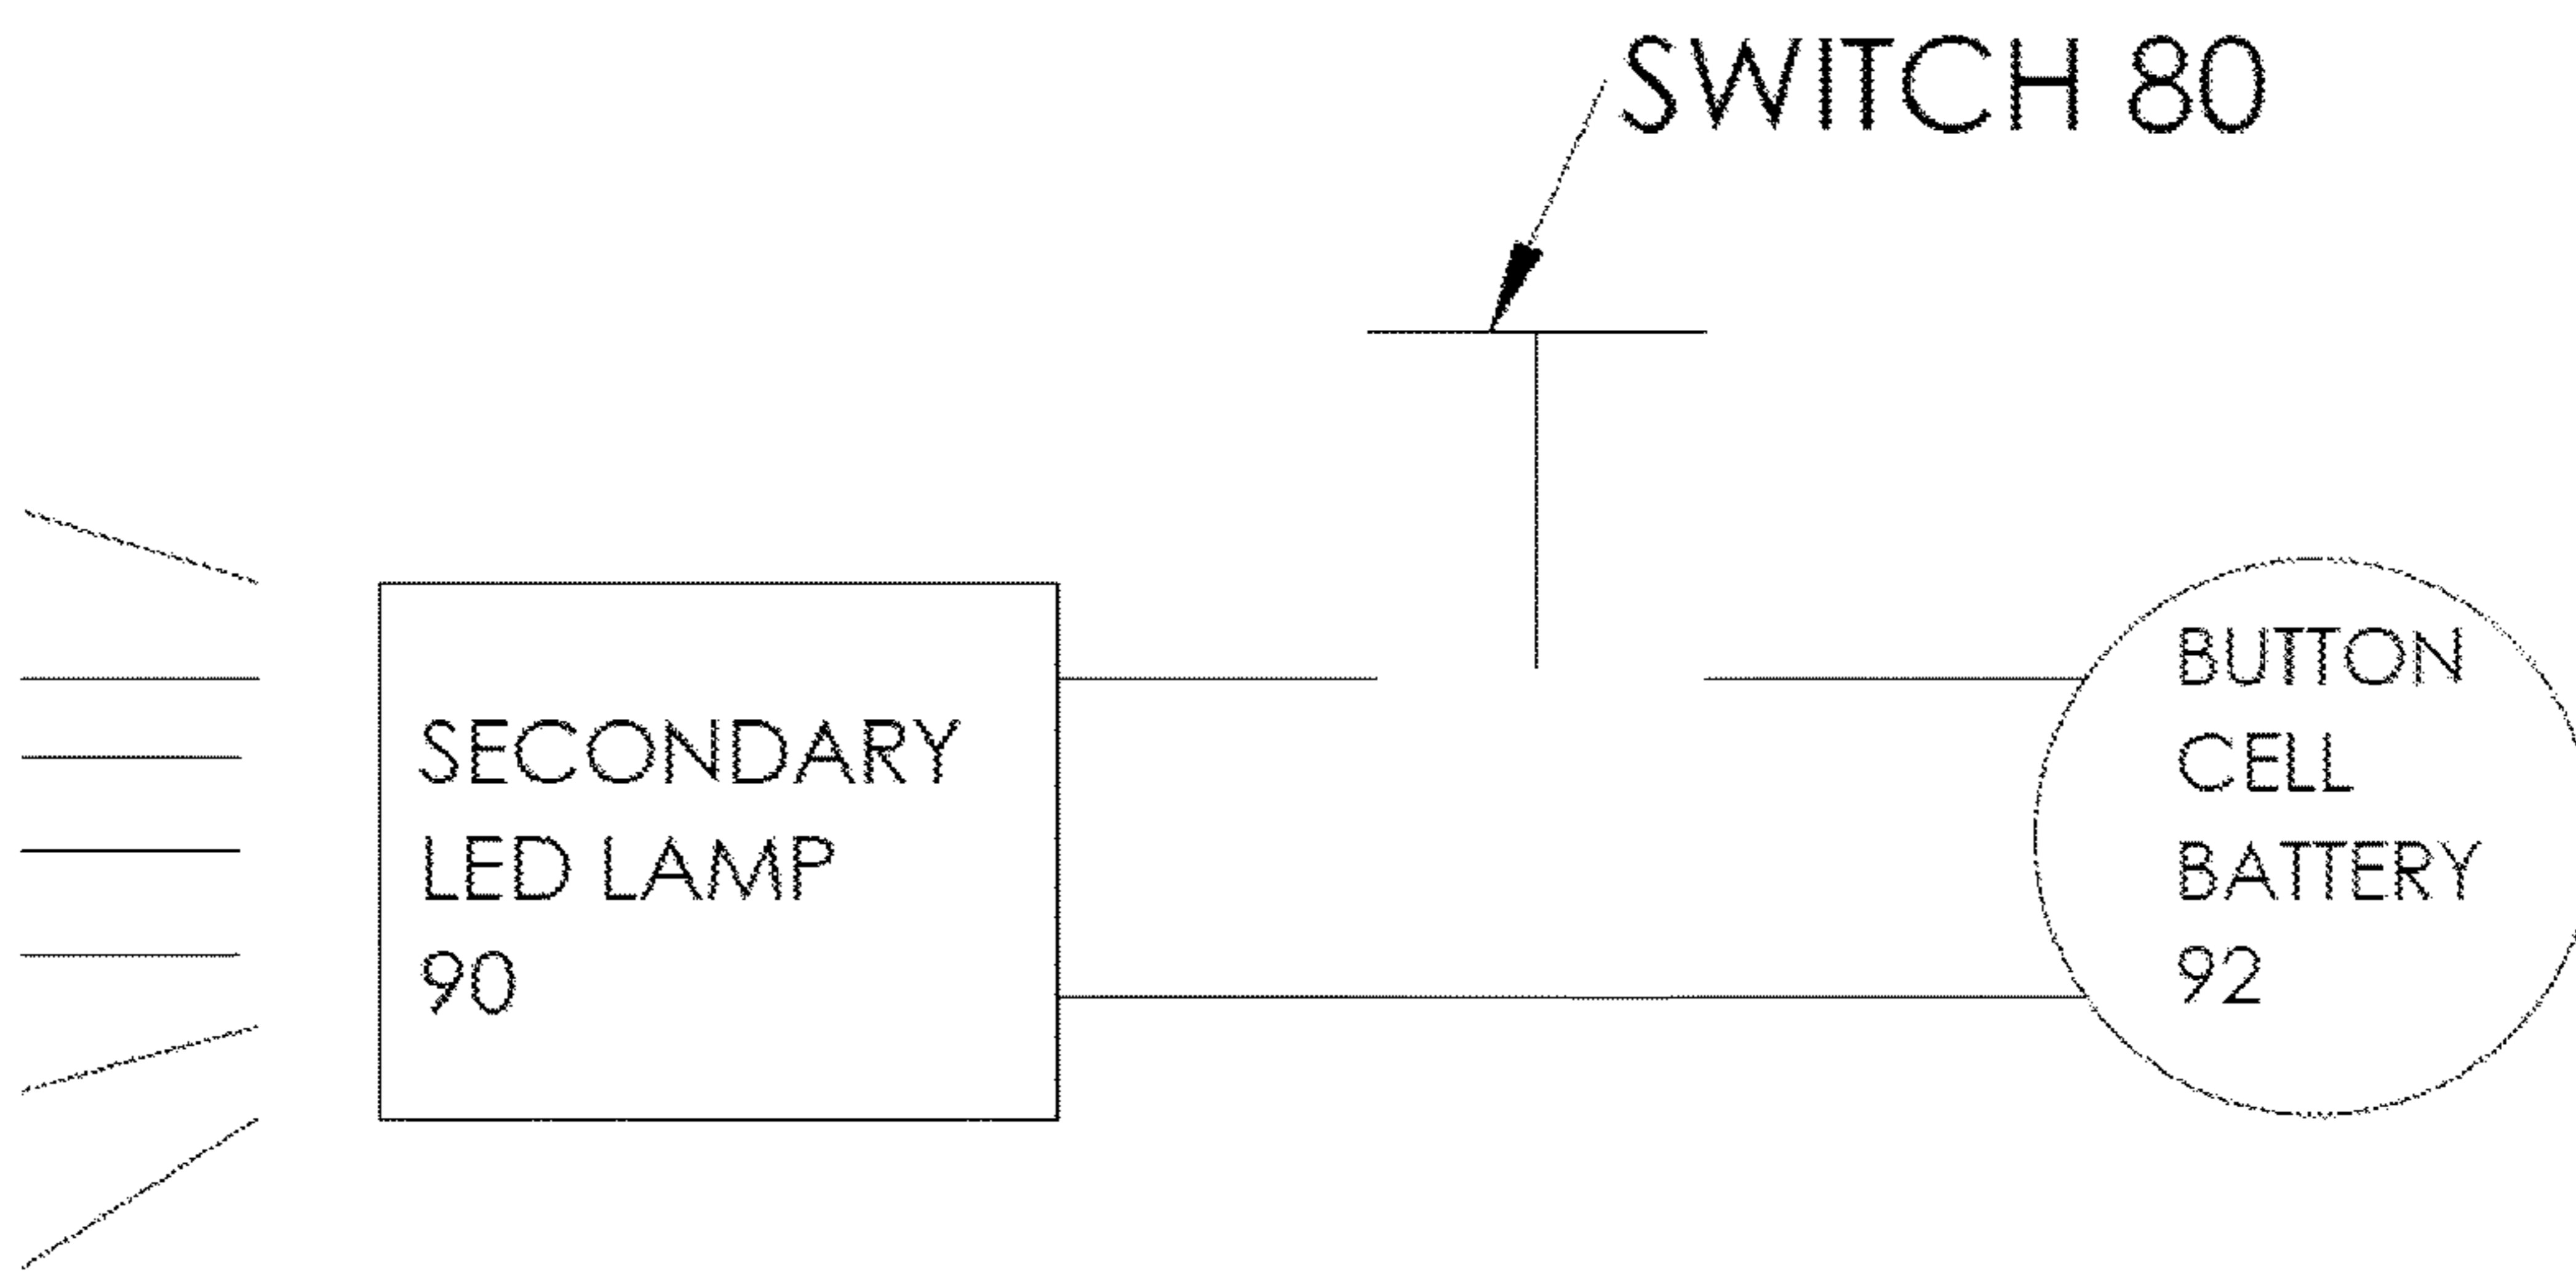 SWITCH 80
SECONDARY
LED LAMP
90
BUTTON
CELL
BATTERY
92